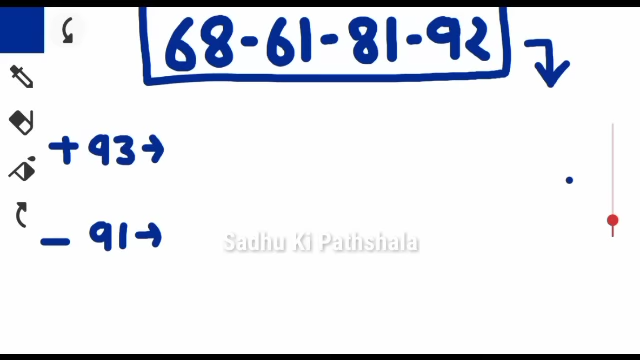 68-61-81-92
+ 93 →
- 91 →
Sadhu Ki Pathshala